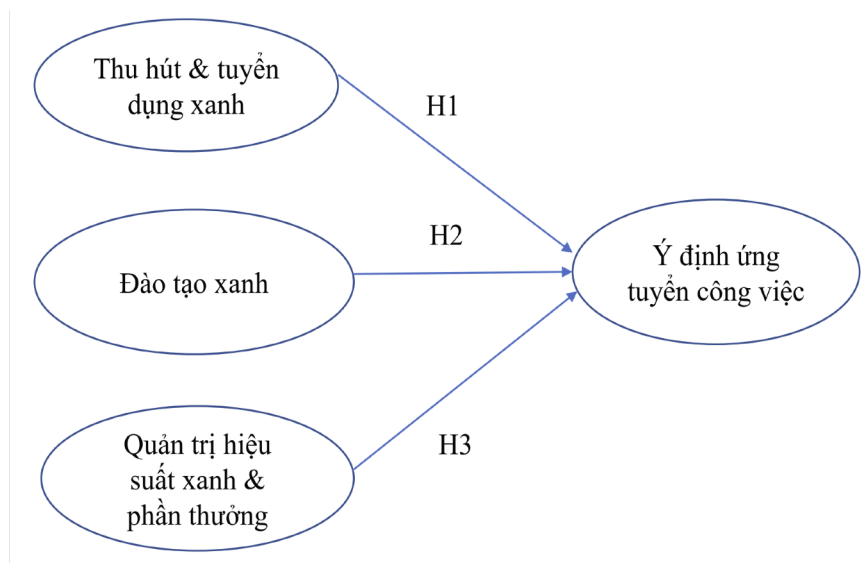 Thu hút & tuyển
dụng xanh
H1
H2
Đào tạo xanh
Ý định ứng
tuyển công việc
Quản trị hiệu
suất xanh &
phần thưởng
H3